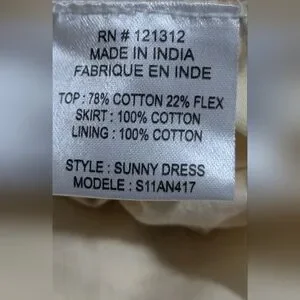 RN # 121312
MADE IN INDIA
FABRIQUE EN INDE
TOP : 78% COTTON 22% FLEX
SKIRT : 100% COTTON
LINING : 100% COTTON
STYLE : SUNNY DRESS
MODELE : S11AN417